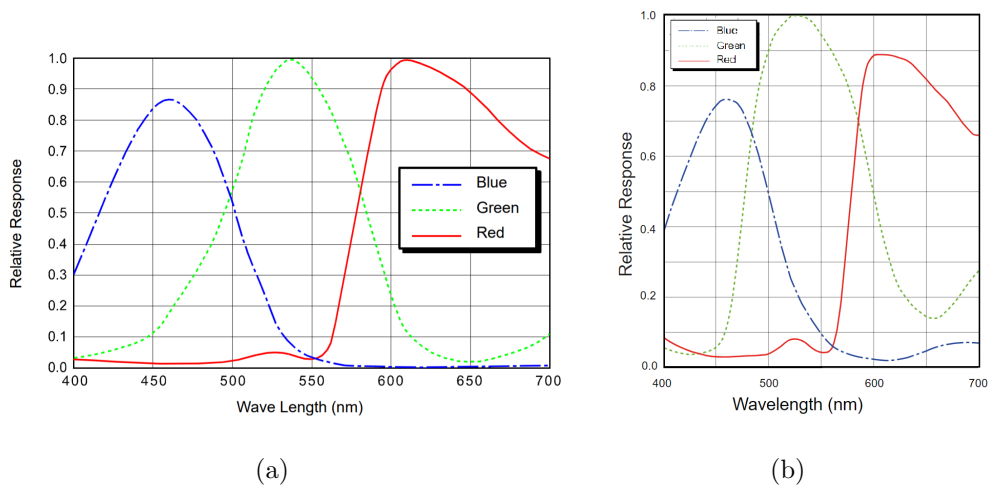 1.0
0.9
0.8
0.7
0.6
0.5
0.4
0.3
0.2
0.1
0.0
Relative Response
400 450 500 550 600 650 700
Wave Length (nm)
Blue
Green
Red
(a)
1.0
0.8
0.6
0.4
0.2
0.0
Relative Response
400 500 600 700
Wavelength (nm)
Blue
Green
Red
(b)